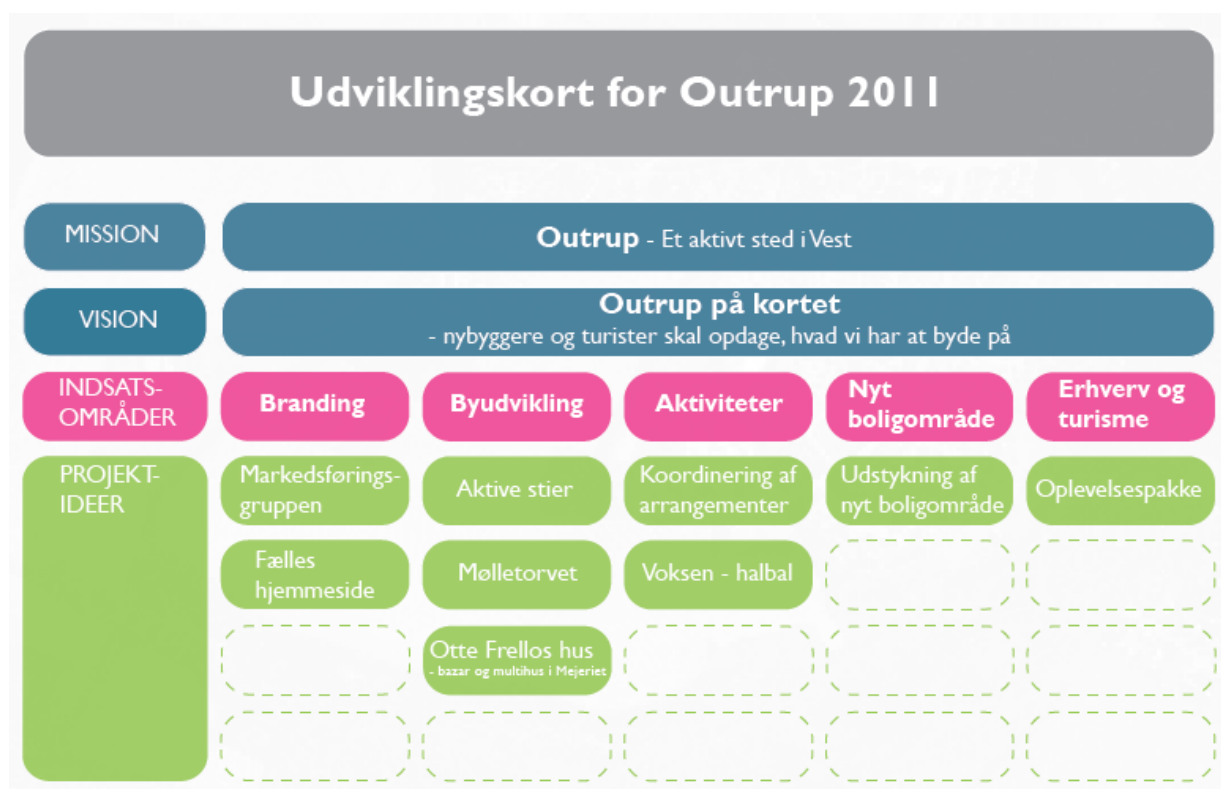 Udviklingskort for Outrup 2011
MISSION
Outrup - Et aktivt sted i Vest
VISION
Outrup på kortet
- nybyggere og turister skal opdage, hvad vi har at byde på
INDSATS-
OMRÅDER
Branding
Byudvikling
Aktiviteter
Nyt
boligområde
Erhverv og
turisme
PROJEKT-
IDEER
Markedsførings-
gruppen
Aktive stier
Koordinering af
arrangementer
Udstykning af
nyt boligområde
Oplevelsespakke
Fælles
hjemmeside
Mølletorvet
Voksen - halbal
Otte Frellos hus
- bazar og multihus i Mejeriet